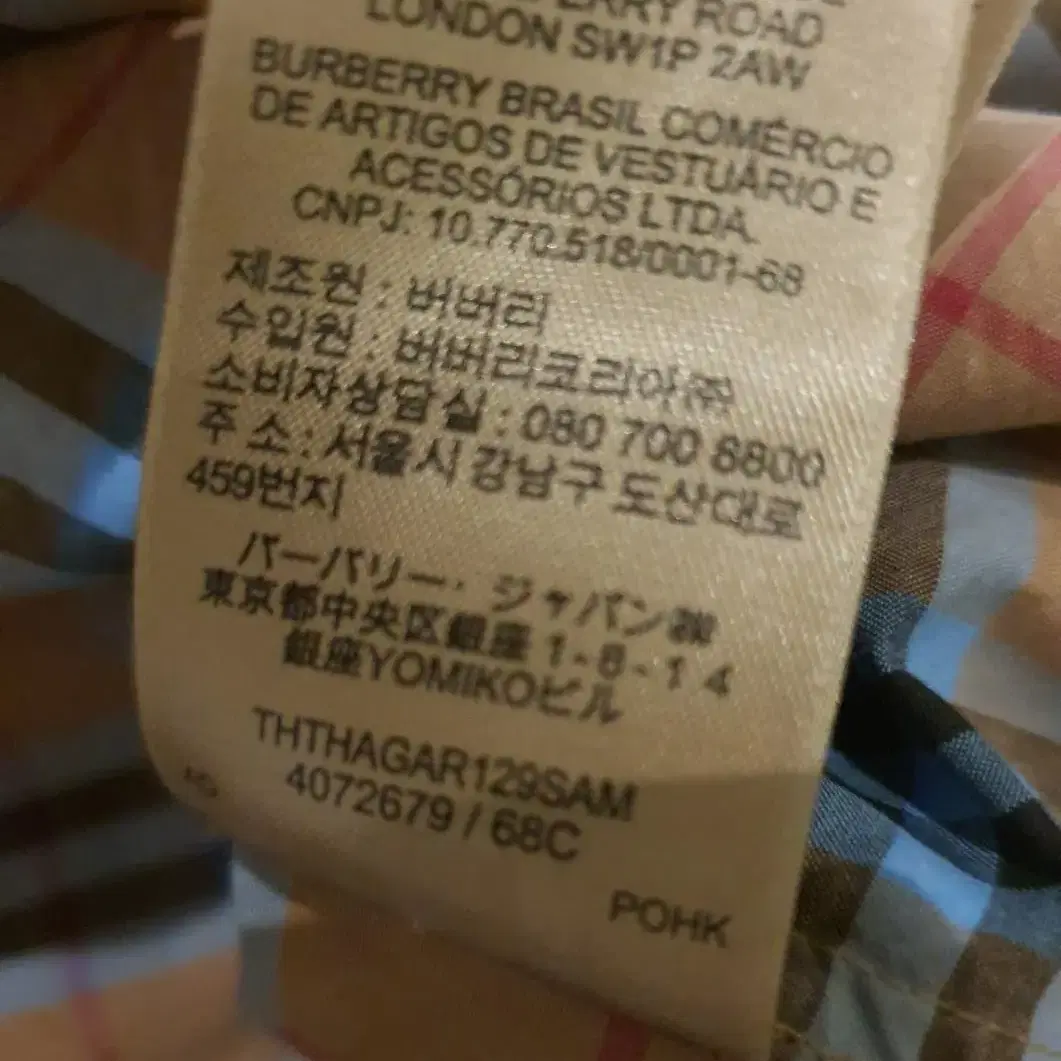 ROAD
LONDON SW1P 2AW
BURBERRY BRASIL COMÉRCIO
DE ARTIGOS DE VESTUÁRIO E
ACESSÓRIOS LTDA.
CNPJ: 10.770.518/0001-68
제조원 : 버버리
수입원 : 버버리코리아㈜
소비자상담실 : 080 700 8800
주 소 : 서울시 강남구 도산대로
459번지
バーバリー・ジャパン㈱
東京都中央区銀座 1-8-14
銀座YOMIKOビル
THTHAGAR129SAM
4072679 / 68C
POHK